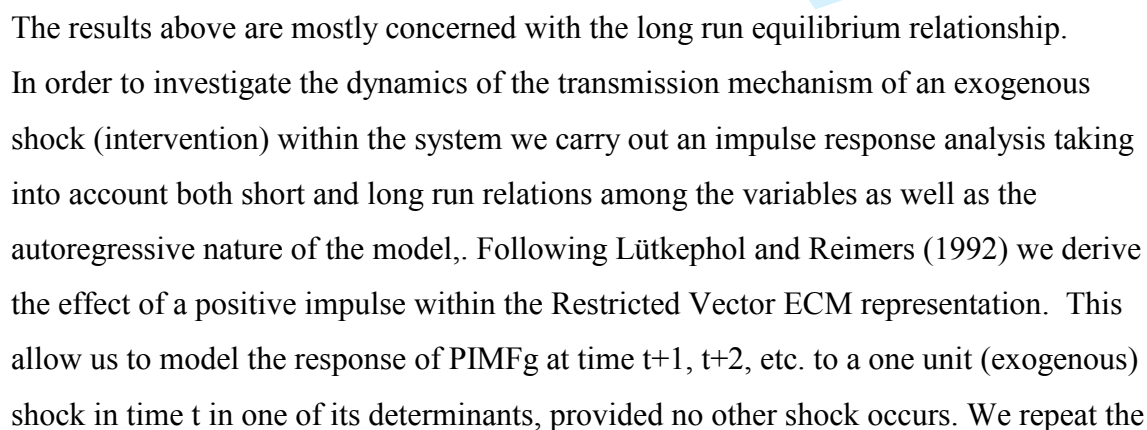 The results above are mostly concerned with the long run equilibrium relationship.
In order to investigate the dynamics of the transmission mechanism of an exogenous
shock (intervention) within the system we carry out an impulse response analysis taking
into account both short and long run relations among the variables as well as the
autoregressive nature of the model,. Following Lütkephol and Reimers (1992) we derive
the effect of a positive impulse within the Restricted Vector ECM representation.  This
allow us to model the response of PIMFg at time t+1, t+2, etc. to a one unit (exogenous)
shock in time t in one of its determinants, provided no other shock occurs. We repeat the